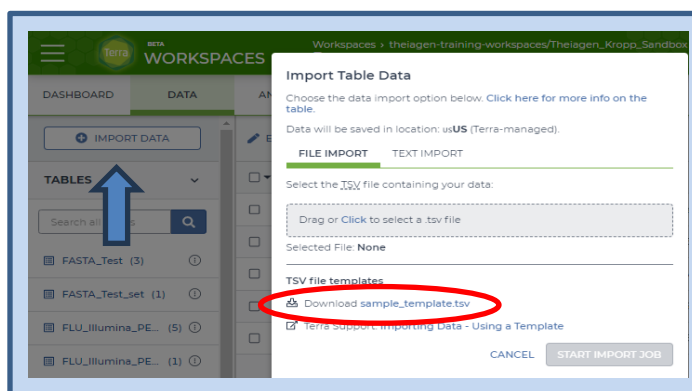 Terra
BETA
WORKSPACES
Workspaces › theiagen-training-workspaces/Theiagen_Kropp_Sandbox
DASHBOARD
DATA
AN
IMPORT DATA
TABLES
Search all
FASTA_Test (3)
FASTA_Test_set (1)
FLU_Illumina_PE... (5)
FLU_Illumina_PE... (1)
E
Import Table Data
Choose the data import option below. Click here for more info on the
table.
Data will be saved in location: us US (Terra-managed).
FILE IMPORT TEXT IMPORT
Select the TSV file containing your data:
Drag or Click to select a .tsv file
Selected File: None
TSV file templates
Download sample_template.tsv
Terra Support: Importing Data - Using a Template
CANCEL START IMPORT JOB